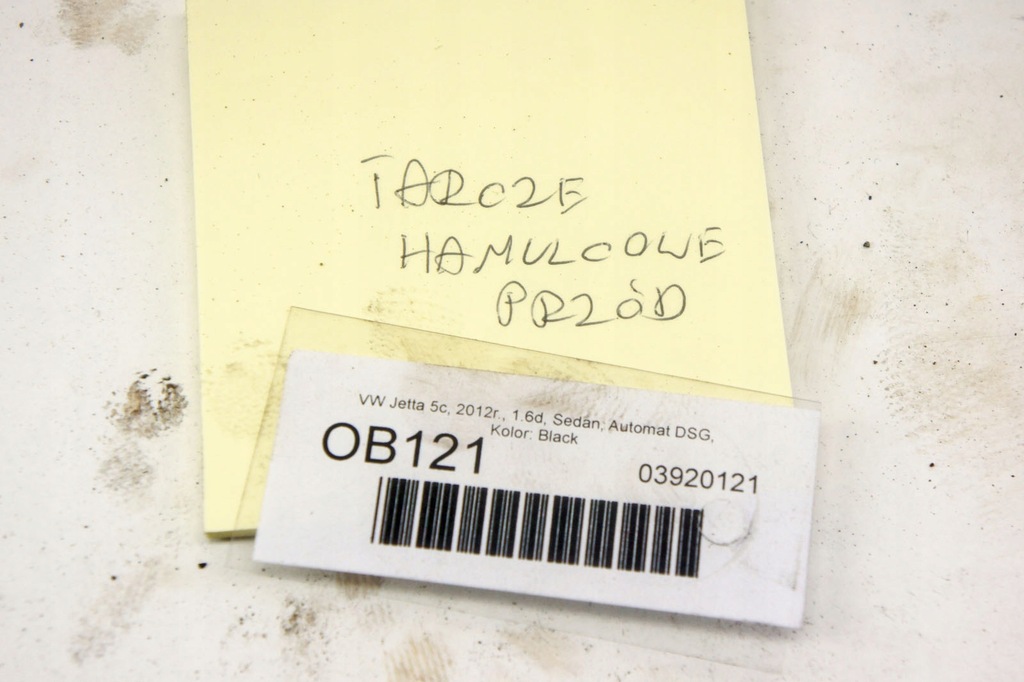 TARCZE
HAMULCOWE
PRZÓD
VW Jetta 5c, 2012r., 1.6d, Sedan, Automat DSG,
Kolor: Black
OB121
03920121